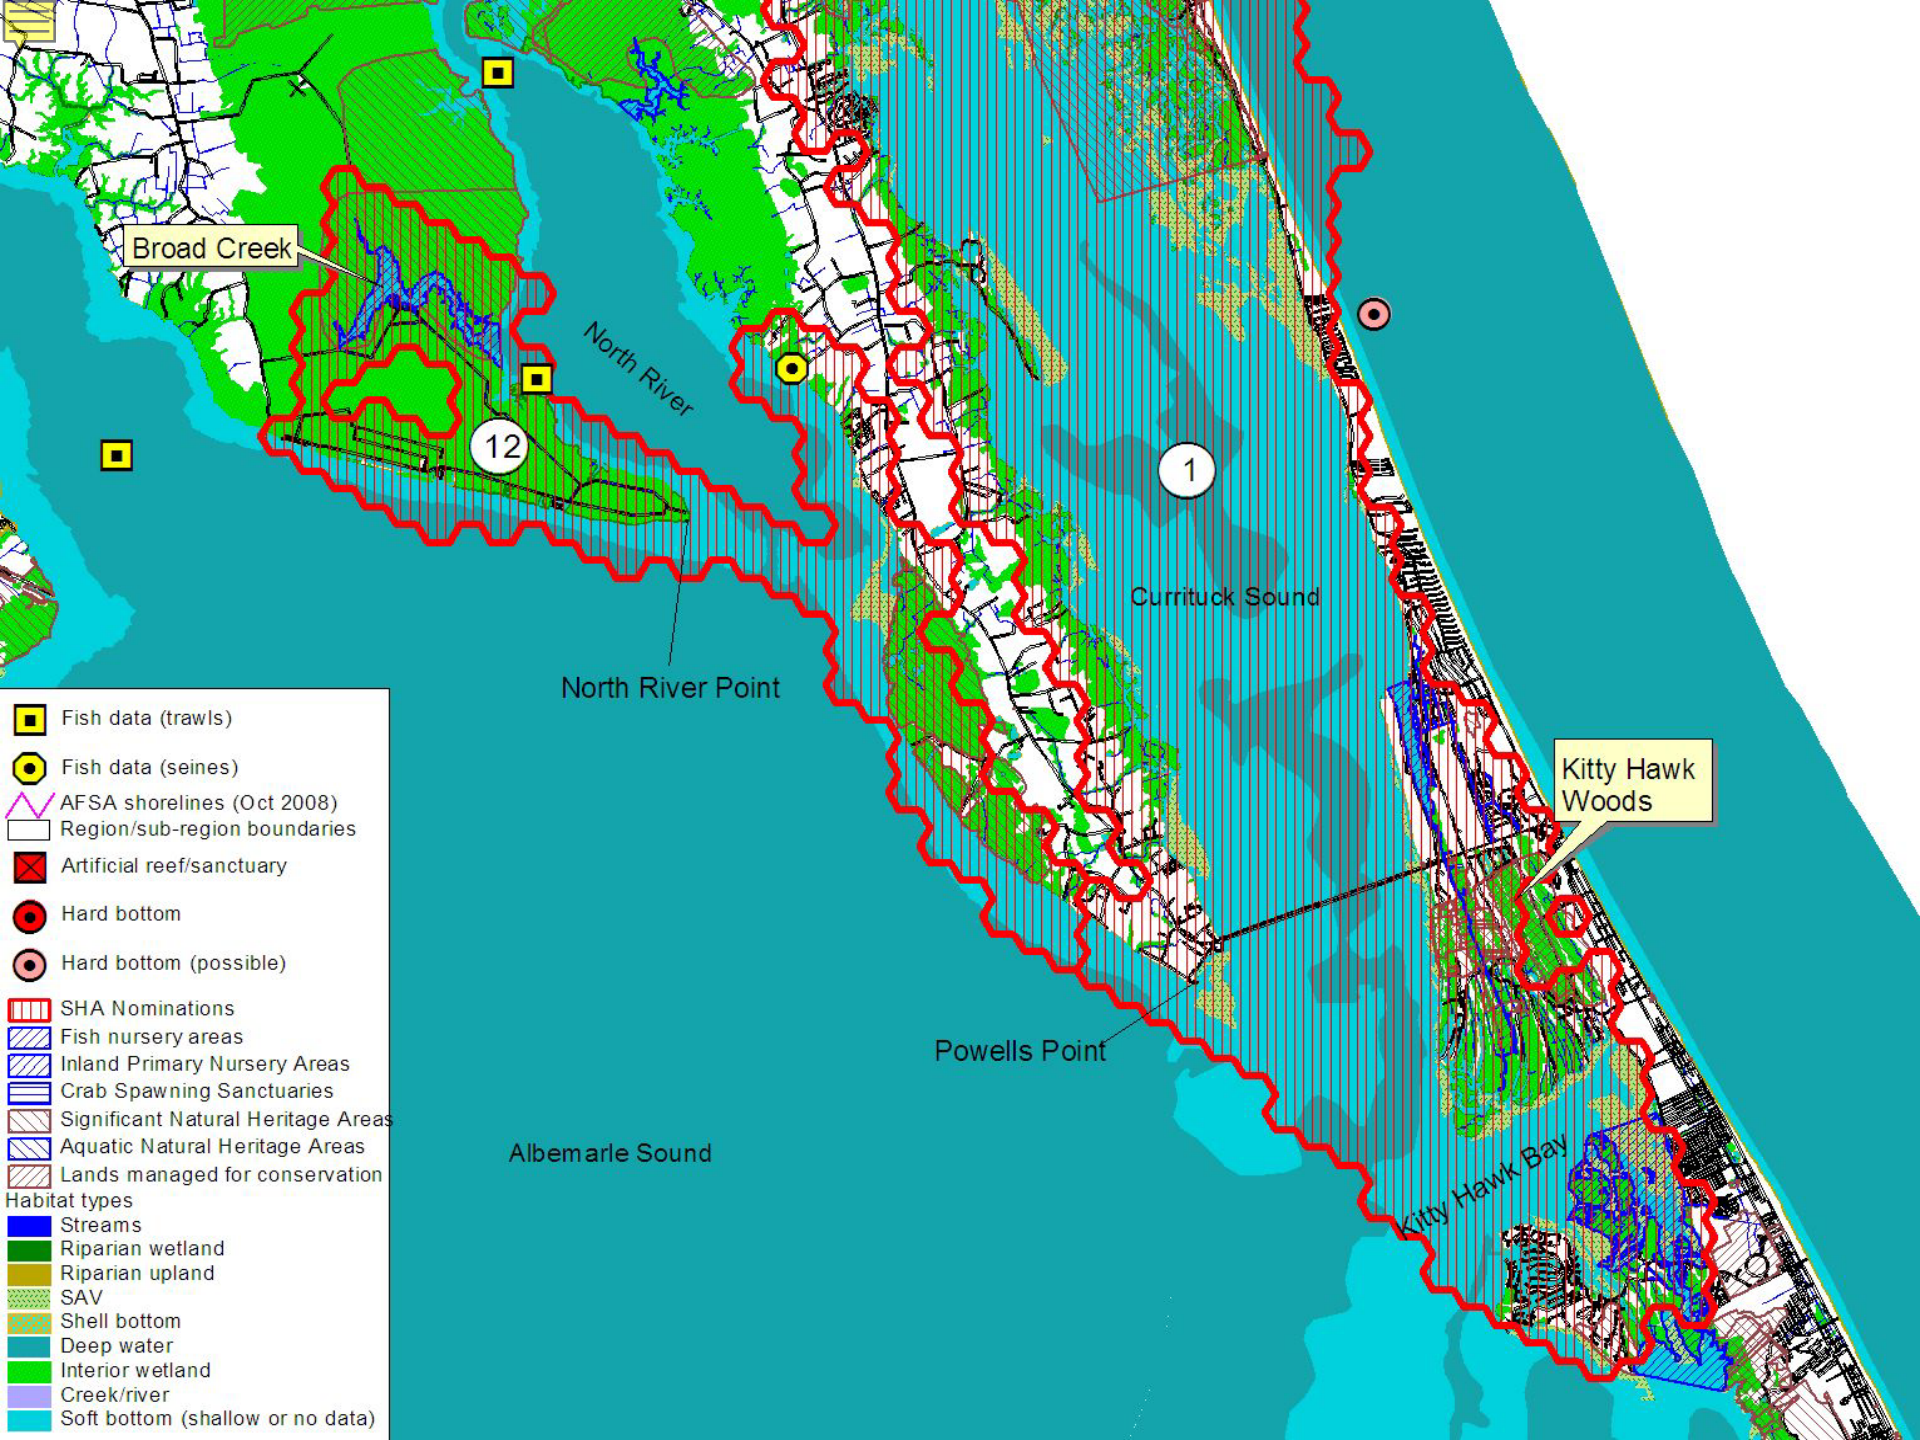 Broad Creek
North River
12
1
Currituck Sound
North River Point
Kitty Hawk
Woods
Powells Point
Albemarle Sound
Kitty Hawk Bay
Fish data (trawls)
Fish data (seines)
AFSA shorelines (Oct 2008)
Region/sub-region boundaries
Artificial reef/sanctuary
Hard bottom
Hard bottom (possible)
SHA Nominations
Fish nursery areas
Inland Primary Nursery Areas
Crab Spawning Sanctuaries
Significant Natural Heritage Areas
Aquatic Natural Heritage Areas
Lands managed for conservation
Habitat types
Streams
Riparian wetland
Riparian upland
SAV
Shell bottom
Deep water
Interior wetland
Creek/river
Soft bottom (shallow or no data)